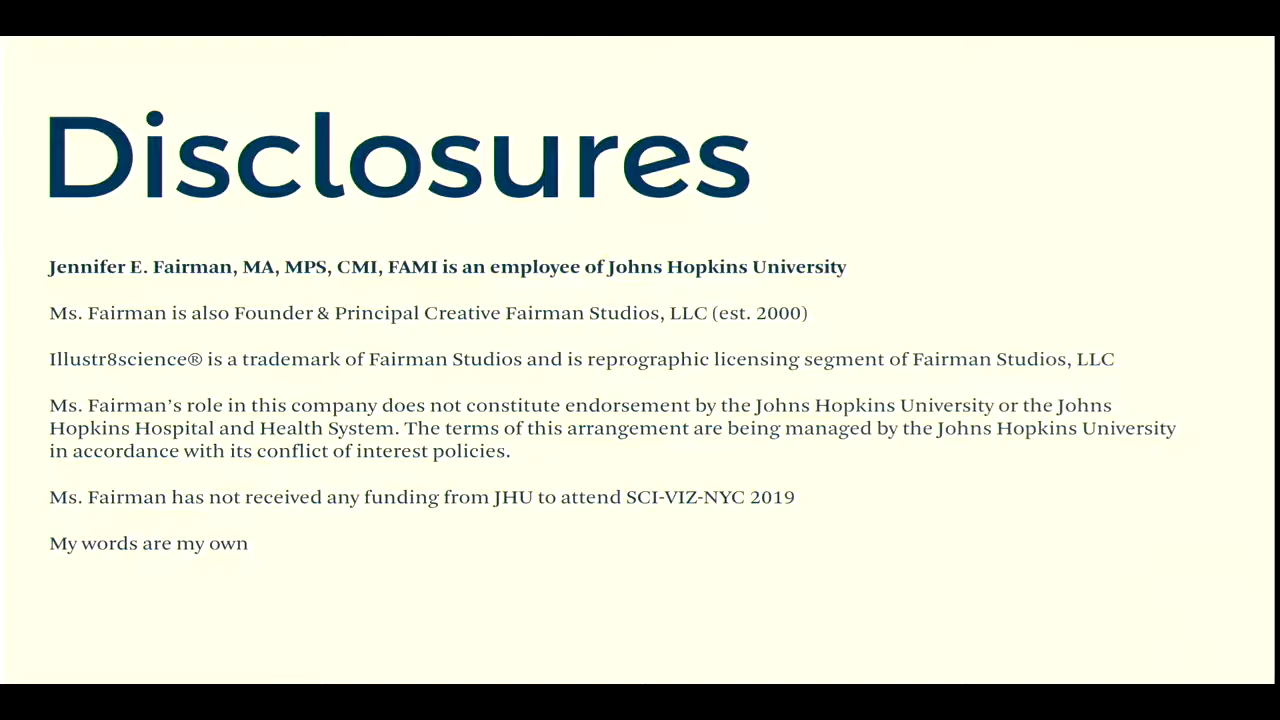 Disclosures
Jennifer E. Fairman, MA, MPS, CMI, FAMI is an employee of Johns Hopkins University
Ms. Fairman is also Founder & Principal Creative Fairman Studios, LLC (est. 2000)
Illustr8science® is a trademark of Fairman Studios and is reprographic licensing segment of Fairman Studios, LLC
Ms. Fairman’s role in this company does not constitute endorsement by the Johns Hopkins University or the Johns
Hopkins Hospital and Health System. The terms of this arrangement are being managed by the Johns Hopkins University
in accordance with its conflict of interest policies.
Ms. Fairman has not received any funding from JHU to attend SCI-VIZ-NYC 2019
My words are my own